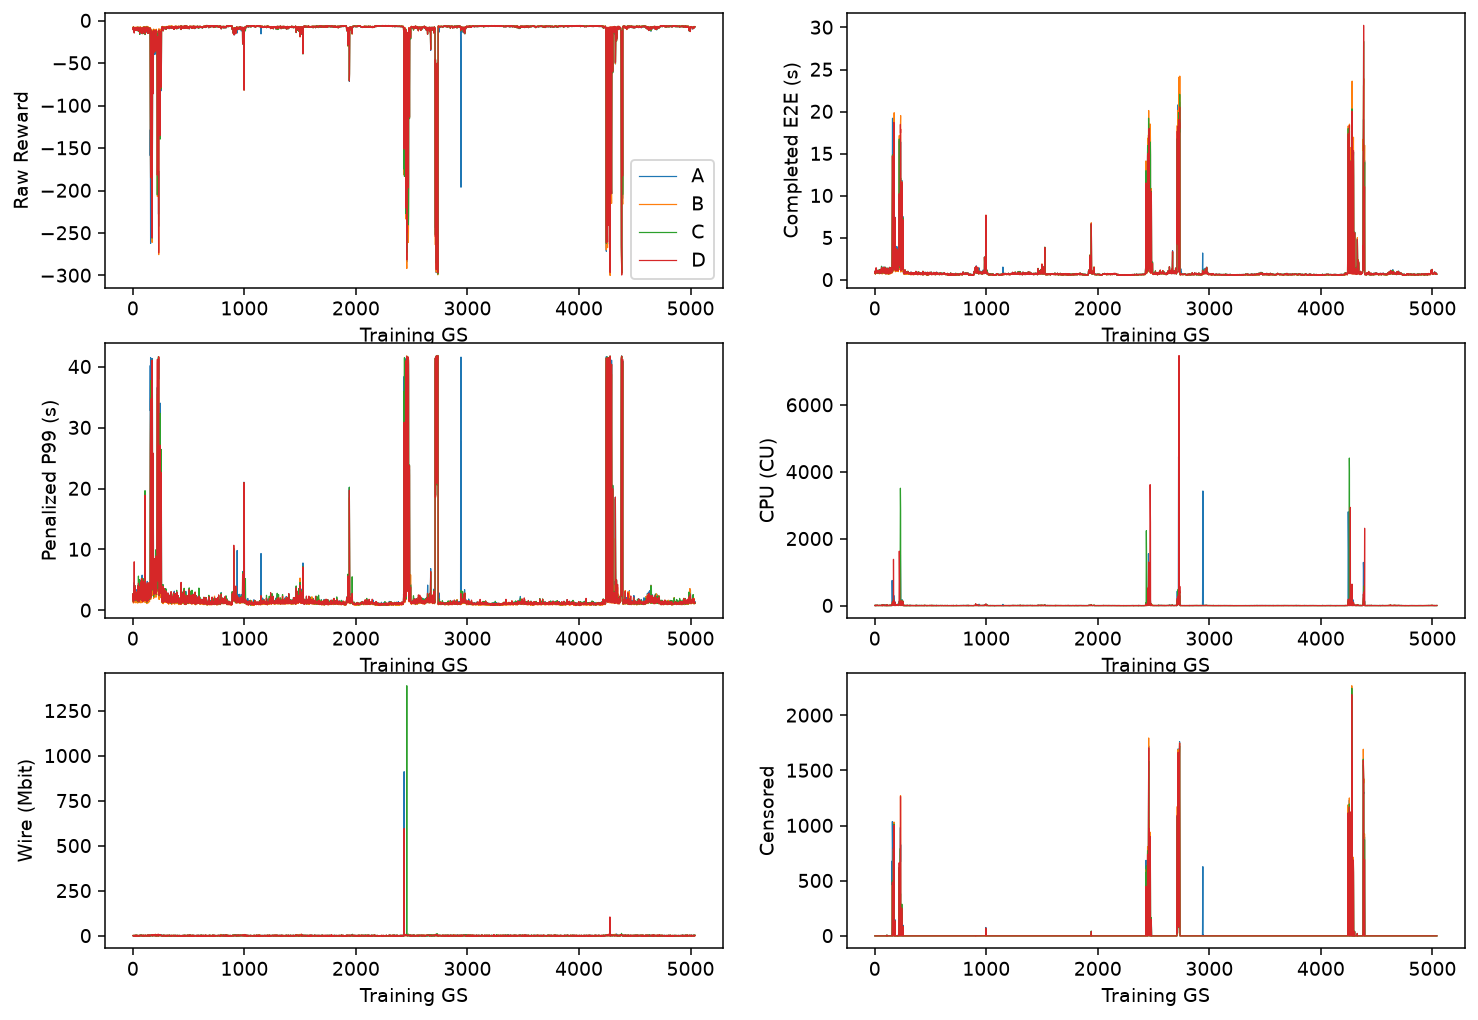 Raw Reward
0
−50
−100
−150
−200
−250
−300
0 1000 2000 3000 4000 5000
Training GS
A
B
C
D
Completed E2E (s)
30
25
20
15
10
5
0
0 1000 2000 3000 4000 5000
Training GS
Penalized P99 (s)
40
30
20
10
0
0 1000 2000 3000 4000 5000
Training GS
CPU (CU)
6000
4000
2000
0
0 1000 2000 3000 4000 5000
Training GS
Wire (Mbit)
1250
1000
750
500
250
0
0 1000 2000 3000 4000 5000
Training GS
Censored
2000
1500
1000
500
0
0 1000 2000 3000 4000 5000
Training GS